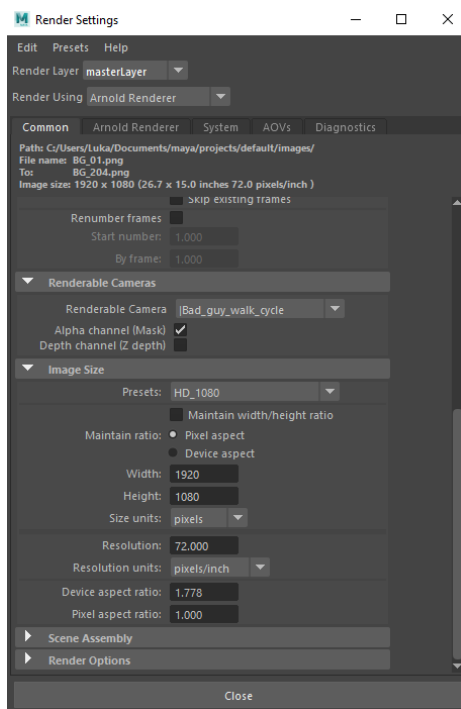 Render Settings
Edit Presets Help
Render Layer masterLayer
Render Using Arnold Renderer
Common Arnold Renderer System AOVs Diagnostics
Path: C:/Users/Luka/Documents/maya/projects/default/images/
File name: BG_01.png
To: BG_204.png
Image size: 1920 x 1080 (26.7 x 15.0 inches 72.0 pixels/inch )
Skip existing frames
Renumber frames
Start number: 1.000
By frame: 1.000
Renderable Cameras
Renderable Camera |Bad_guy_walk_cycle
Alpha channel (Mask)
Depth channel (Z depth)
Image Size
Presets: HD_1080
Maintain width/height ratio
Maintain ratio: Pixel aspect
Device aspect
Width: 1920
Height: 1080
Size units: pixels
Resolution: 72.000
Resolution units: pixels/inch
Device aspect ratio: 1.778
Pixel aspect ratio: 1.000
Scene Assembly
Render Options
Close